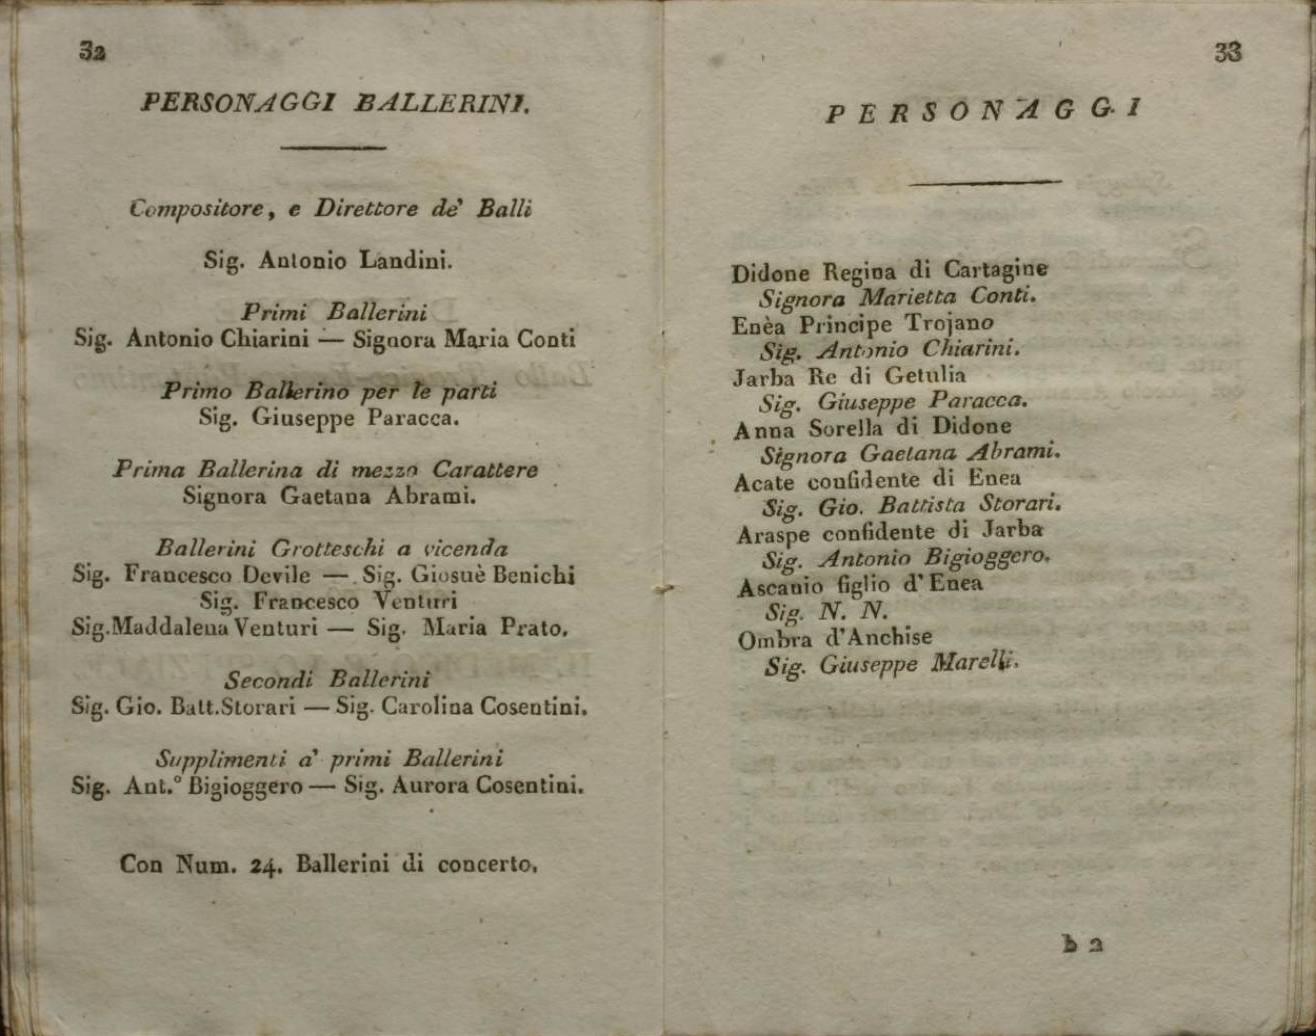 32
PERSONAGGI BALLERINI.
Compositore, e Direttore de' Balli
Sig. Antonio Landini.
Primi Ballerini
Sig. Antonio Chiarini — Signora Maria Conti
Primo Ballerino per le parti
Sig. Giuseppe Paracca.
Prima Ballerina di mezzo Carattere
Signora Gaetana Abrami.
Ballerini Grotteschi a vicenda
Sig. Francesco Devile — Sig. Giosuè Benichi
Sig. Francesco Venturi
Sig. Maddalena Venturi — Sig. Maria Prato.
Secondi Ballerini
Sig. Gio. Batt. Storari — Sig. Carolina Cosentini.
Supplimenti a' primi Ballerini
Sig. Ant.° Bigioggero — Sig. Aurora Cosentini.
Con Num. 24. Ballerini di concerto.
33
PERSONAGGI
Didone Regina di Cartagine
Signora Marietta Conti.
Enèa Principe Trojano
Sig. Antonio Chiarini.
Jarba Re di Getulia
Sig. Giuseppe Paracca.
Anna Sorella di Didone
Signora Gaetana Abrami.
Acate confidente di Enea
Sig. Gio. Battista Storari.
Araspe confidente di Jarba
Sig. Antonio Bigioggero.
Ascanio figlio d'Enea
Sig. N. N.
Ombra d'Anchise
Sig. Giuseppe Marelli.
b 2